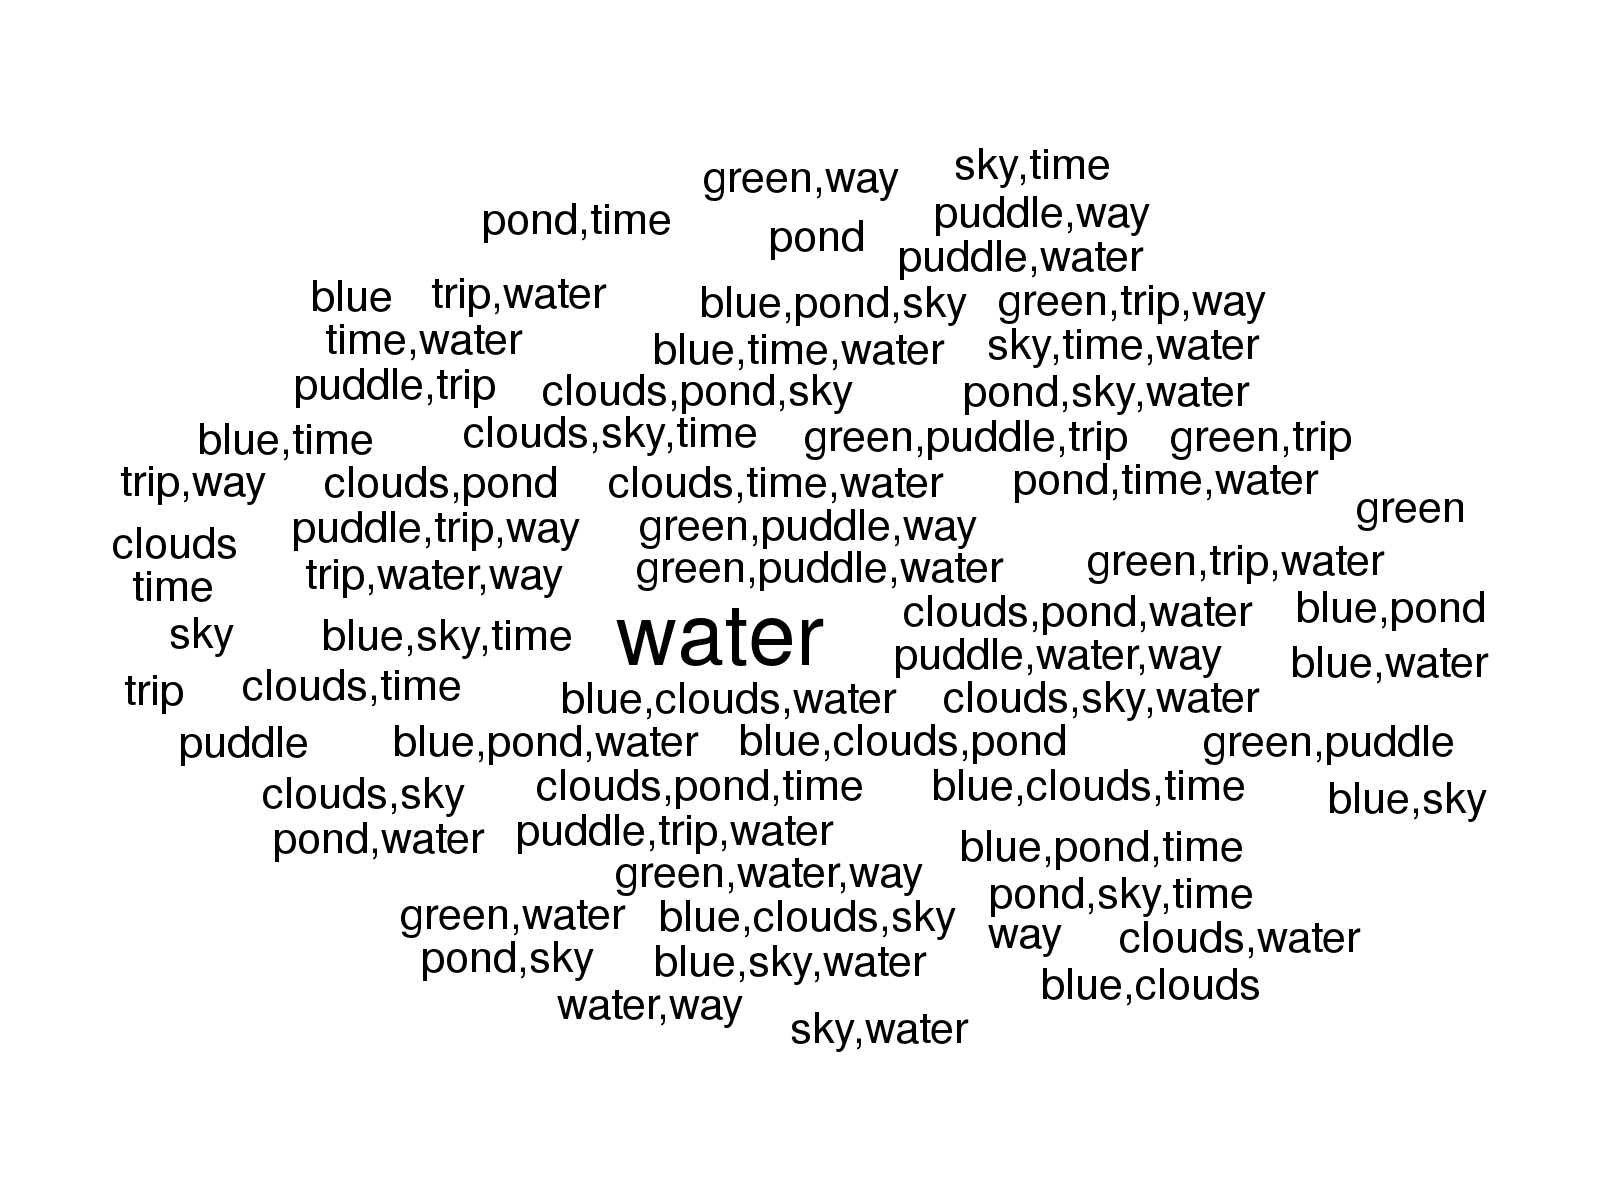 sky,time
green,way
puddle,way
pond,time
pond
puddle,water
blue
trip,water
blue,pond,sky
green,trip,way
time,water
blue,time,water
sky,time,water
puddle,trip
clouds,pond,sky
pond,sky,water
blue,time
clouds,sky,time
green,puddle,trip
green,trip
trip,way
clouds,pond
clouds,time,water
pond,time,water
green
puddle,trip,way
green,puddle,way
clouds
trip,water,way
green,puddle,water
green,trip,water
time
clouds,pond,water
blue,pond
sky
blue,sky,time
water
puddle,water,way
blue,water
trip
clouds,time
blue,clouds,water
clouds,sky,water
puddle
blue,pond,water
blue,clouds,pond
green,puddle
clouds,sky
clouds,pond,time
blue,clouds,time
blue,sky
pond,water
puddle,trip,water
blue,pond,time
green,water,way
pond,sky,time
green,water
blue,clouds,sky
way
clouds,water
pond,sky
blue,sky,water
blue,clouds
water,way
sky,water